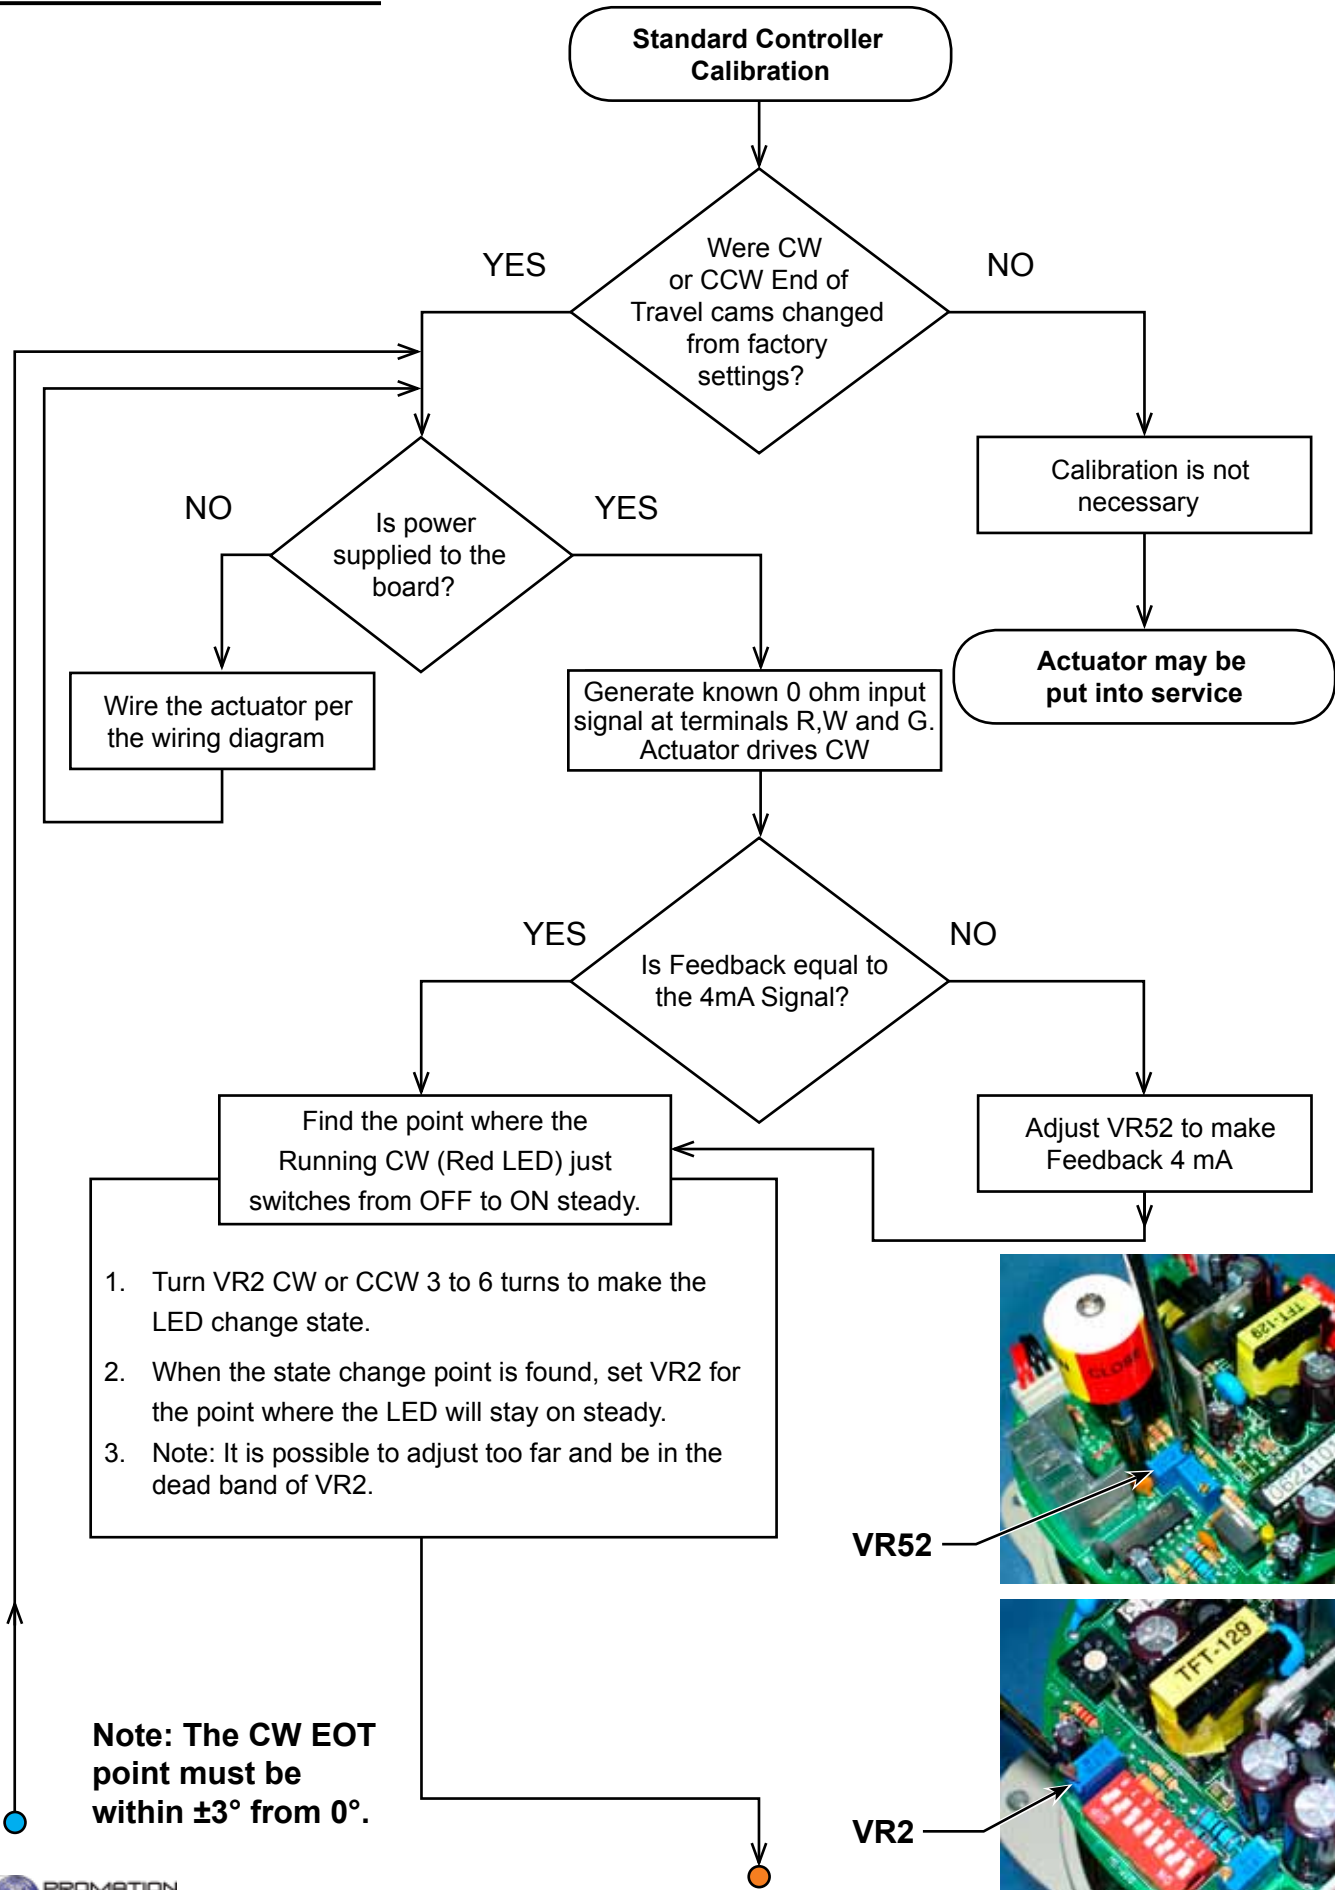 Standard Controller
Calibration
Were CW
or CCW End of
Travel cams changed
from factory
settings?
YES
NO
Is power
supplied to the
board?
NO
YES
Calibration is not
necessary
Actuator may be
put into service
Wire the actuator per
the wiring diagram
Generate known 0 ohm input
signal at terminals R,W and G.
Actuator drives CW
YES
NO
Is Feedback equal to
the 4mA Signal?
Find the point where the
Running CW (Red LED) just
switches from OFF to ON steady.
Adjust VR52 to make
Feedback 4 mA
1. Turn VR2 CW or CCW 3 to 6 turns to make the
LED change state.
2. When the state change point is found, set VR2 for
the point where the LED will stay on steady.
3. Note: It is possible to adjust too far and be in the
dead band of VR2.
CLOSE
TFT-129
062410
VR52
TFT-129
VR2
Note: The CW EOT
point must be
within ±3° from 0°.
PROMATION